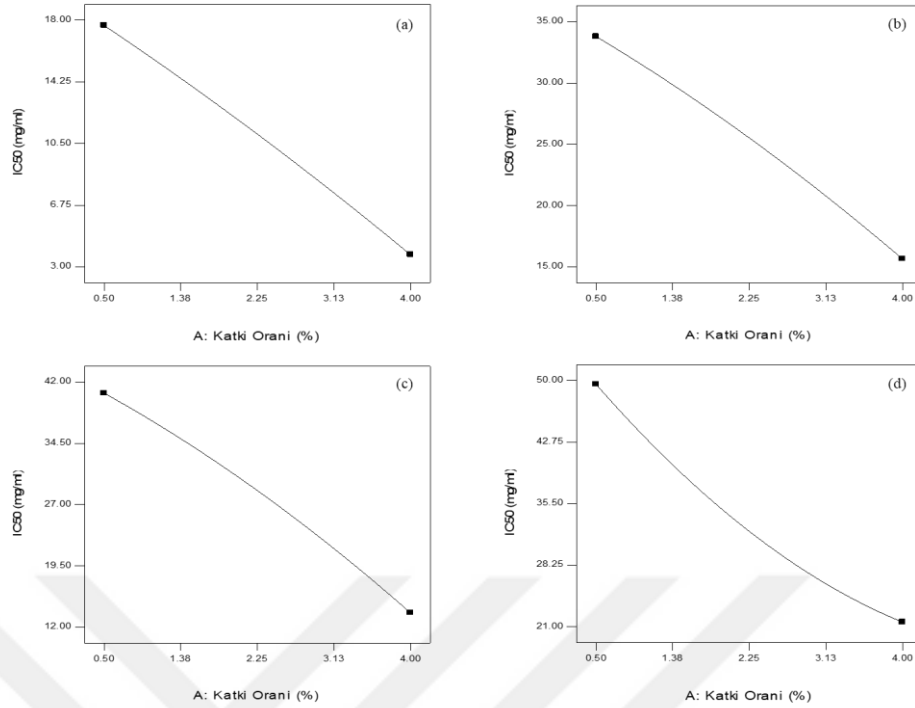 (a)
18.00
14.25
10.50
6.75
3.00
IC50 (mg/ml)
0.50 1.38 2.25 3.13 4.00
A: Katki Orani (%)
(b)
35.00
30.00
25.00
20.00
15.00
IC50 (mg/ml)
0.50 1.38 2.25 3.13 4.00
A: Katki Orani (%)
(c)
42.00
34.50
27.00
19.50
12.00
IC50 (mg/ml)
0.50 1.38 2.25 3.13 4.00
A: Katki Orani (%)
(d)
50.00
42.75
35.50
28.25
21.00
IC50 (mg/ml)
0.50 1.38 2.25 3.13 4.00
A: Katki Orani (%)